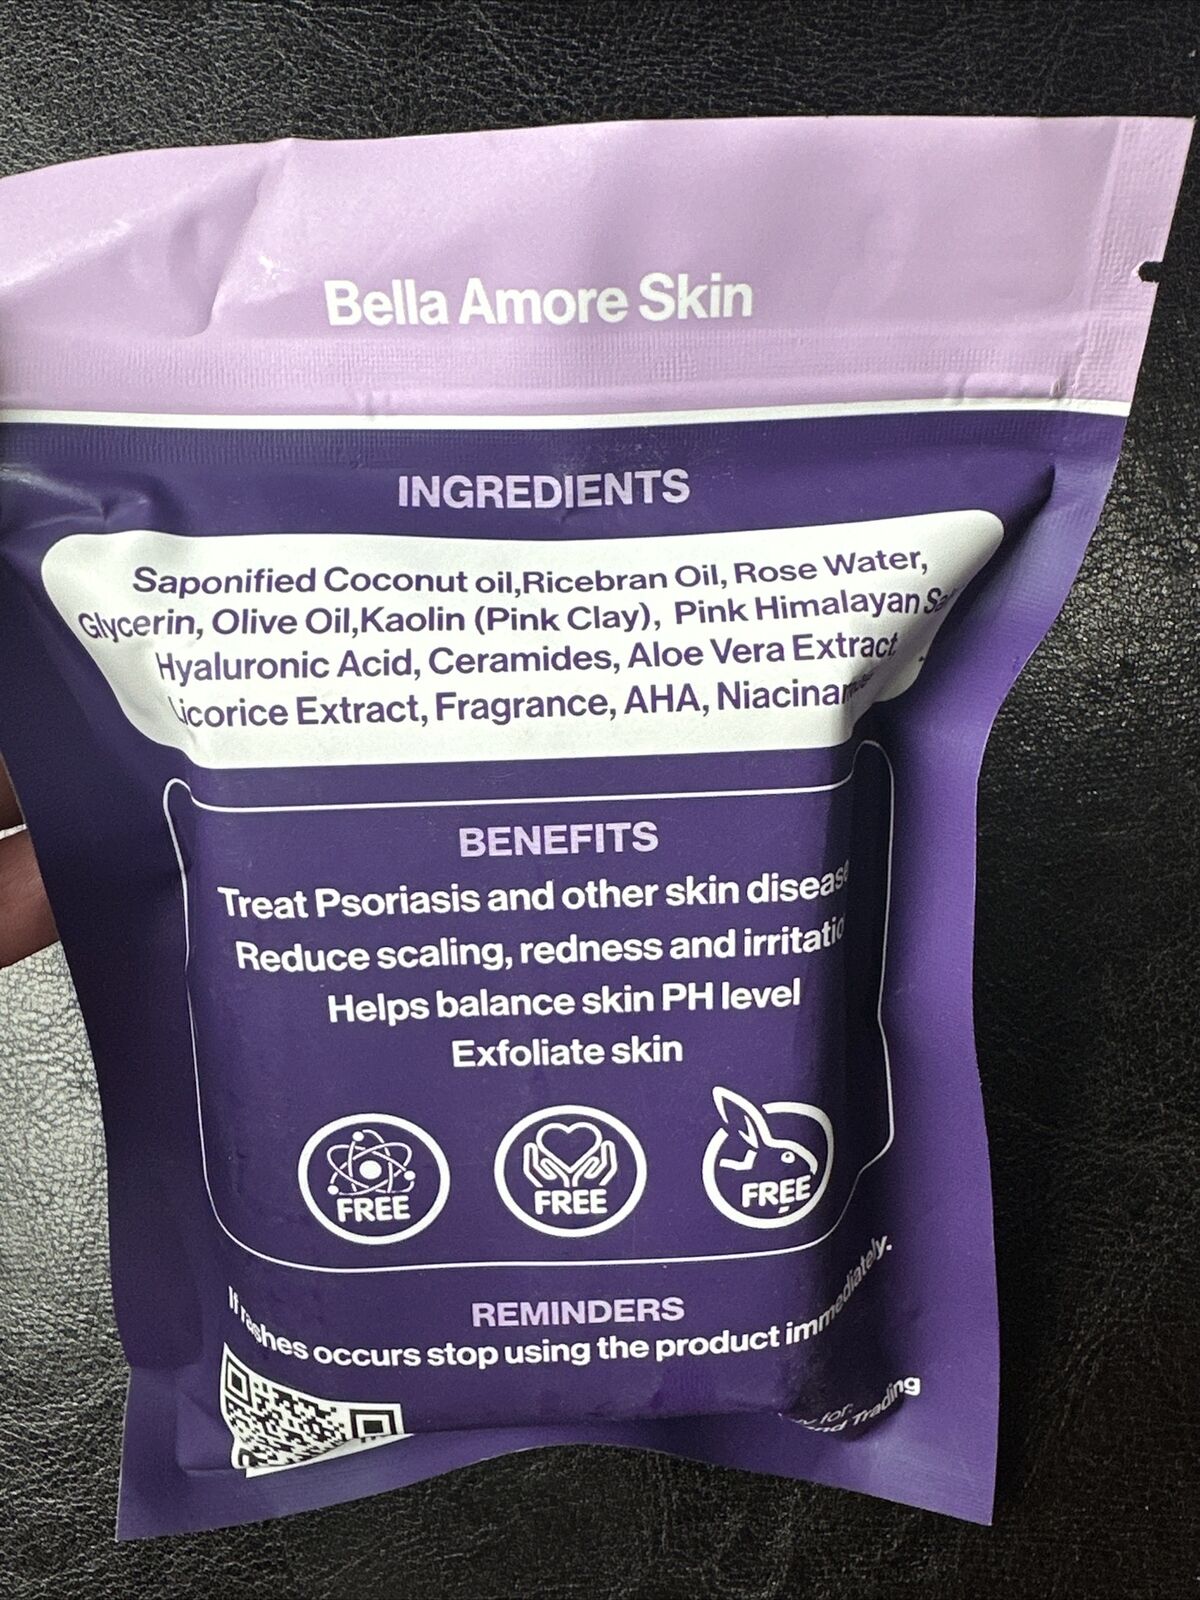 Bella Amore Skin
INGREDIENTS
Saponified Coconut oil,Ricebran Oil, Rose Water,
Glycerin, Olive Oil,Kaolin (Pink Clay), Pink Himalayan
Hyaluronic Acid, Ceramides, Aloe Vera Extract
Licorice Extract, Fragrance, AHA,
BENEFITS
Treat Psoriasis and other skin
Reduce scaling, redness and
Helps balance skin PH level
Exfoliate skin
FREE
FREE
FREE
REMINDERS
If rashes occurs stop using the product immediately.
for:
Trading